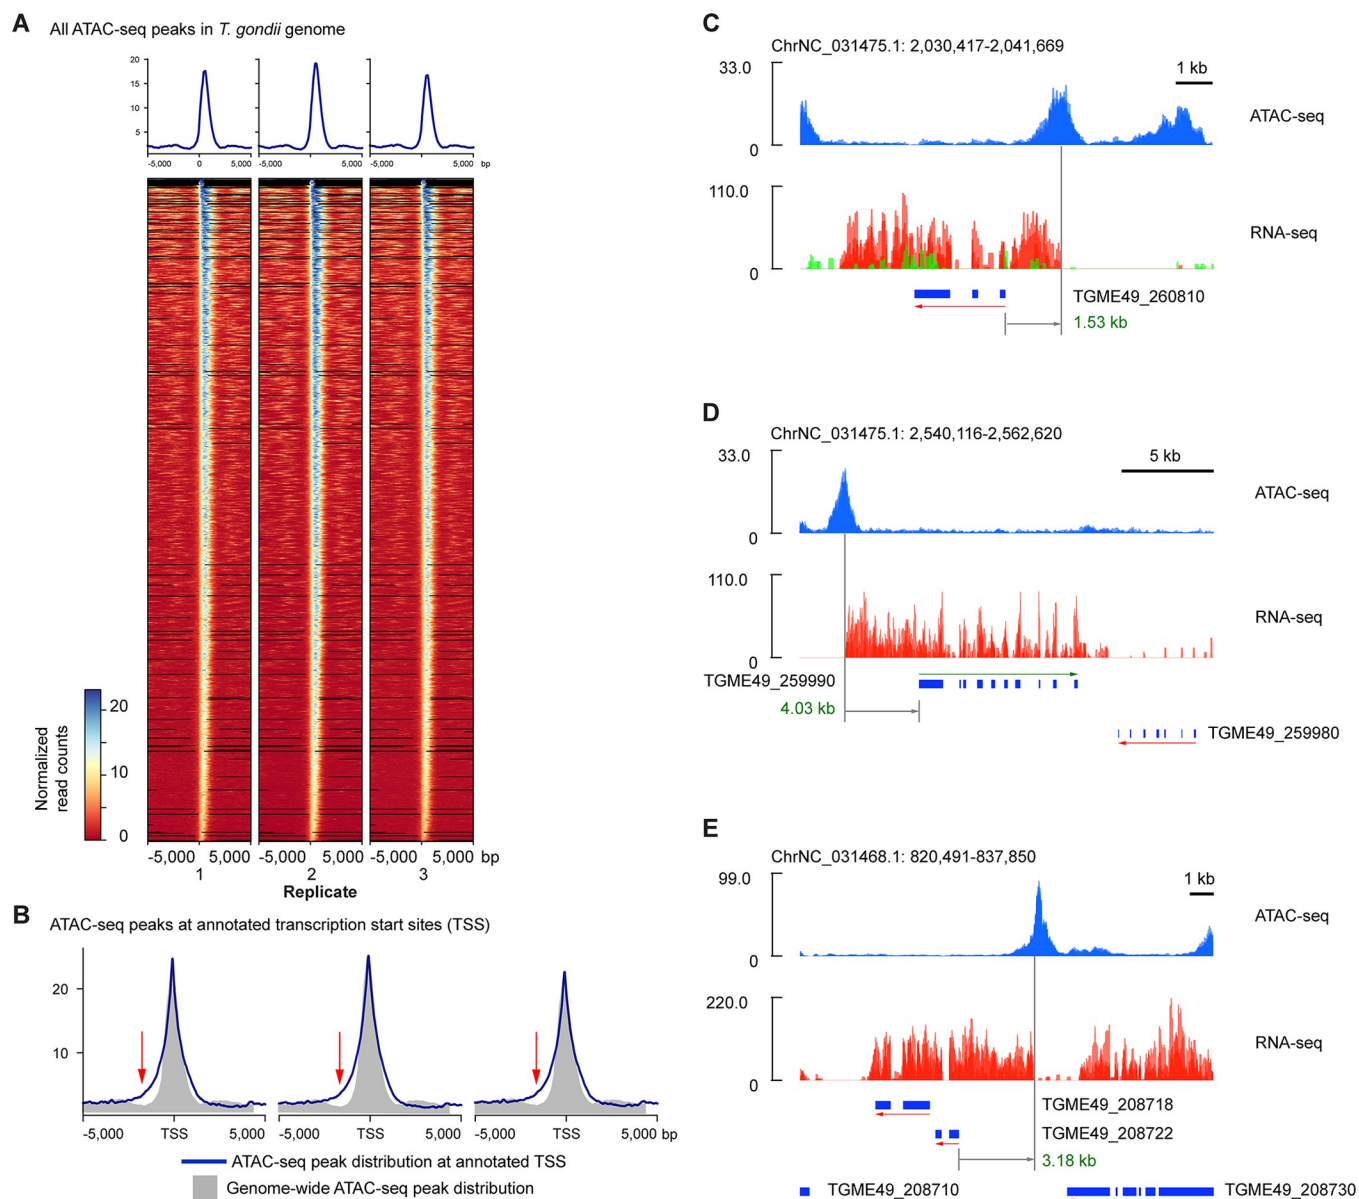 A
All ATAC-seq peaks in T. gondii genome
20
15
10
5
-5,000 0 5,000 -5,000 5,000 -5,000 5,000 bp
Normalized
read counts
20
10
0
-5,000 5,000 -5,000 5,000 -5,000 5,000 bp
1 2 3
Replicate
B
ATAC-seq peaks at annotated transcription start sites (TSS)
20
10
-5,000 TSS 5,000 -5,000 TSS 5,000 -5,000 TSS 5,000 bp
ATAC-seq peak distribution at annotated TSS
Genome-wide ATAC-seq peak distribution
C
ChrNC_031475.1: 2,030,417-2,041,669
33.0
1 kb
ATAC-seq
0
110.0
RNA-seq
0
TGME49_260810
1.53 kb
D
ChrNC_031475.1: 2,540,116-2,562,620
33.0
5 kb
ATAC-seq
0
110.0
RNA-seq
0
TGME49_259990
4.03 kb
TGME49_259980
E
ChrNC_031468.1: 820,491-837,850
99.0
1 kb
ATAC-seq
0
220.0
RNA-seq
0
TGME49_208718
TGME49_208722
3.18 kb
TGME49_208710 TGME49_208730